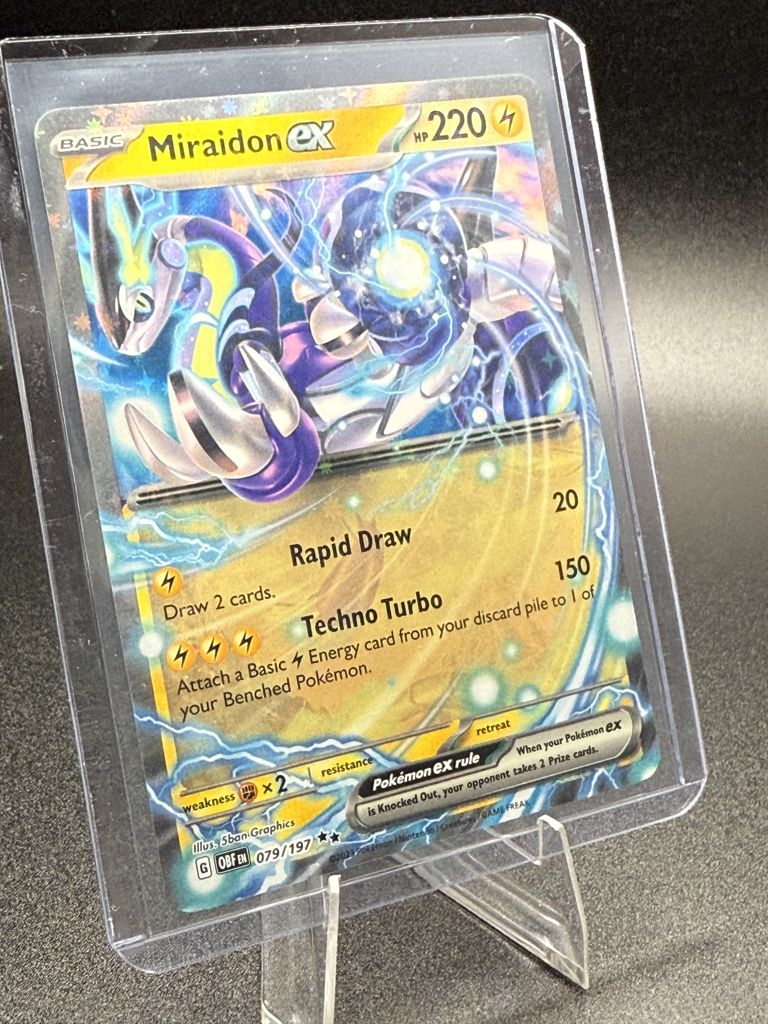 BASIC Miraidon ex HP 220
Rapid Draw 20
Draw 2 cards.
Techno Turbo 150
Attach a Basic Energy card from your discard pile to 1 of
your Benched Pokémon.
weakness ×2 resistance retreat
Pokémon ex rule When your Pokémon ex
is Knocked Out, your opponent takes 2 Prize cards.
Illus. 5ban Graphics
G OBF EN 079/197
©2023 Pokémon / Nintendo / Creatures / GAME FREAK